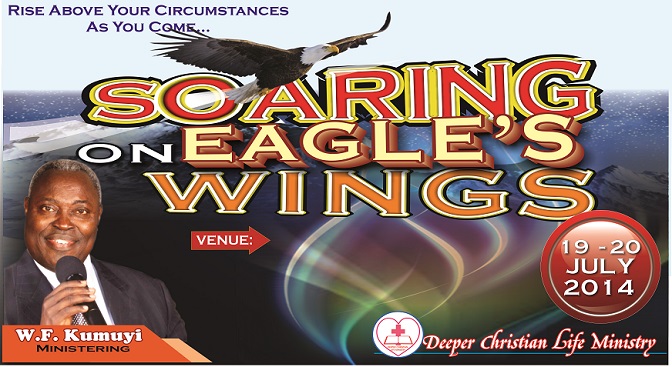 RISE ABOVE YOUR CIRCUMSTANCES
AS YOU COME...
SOARING
ON EAGLE'S
WINGS
VENUE:
19 - 20
JULY
2014
W.F. Kumuyi
MINISTERING
Deeper Christian Life Ministry